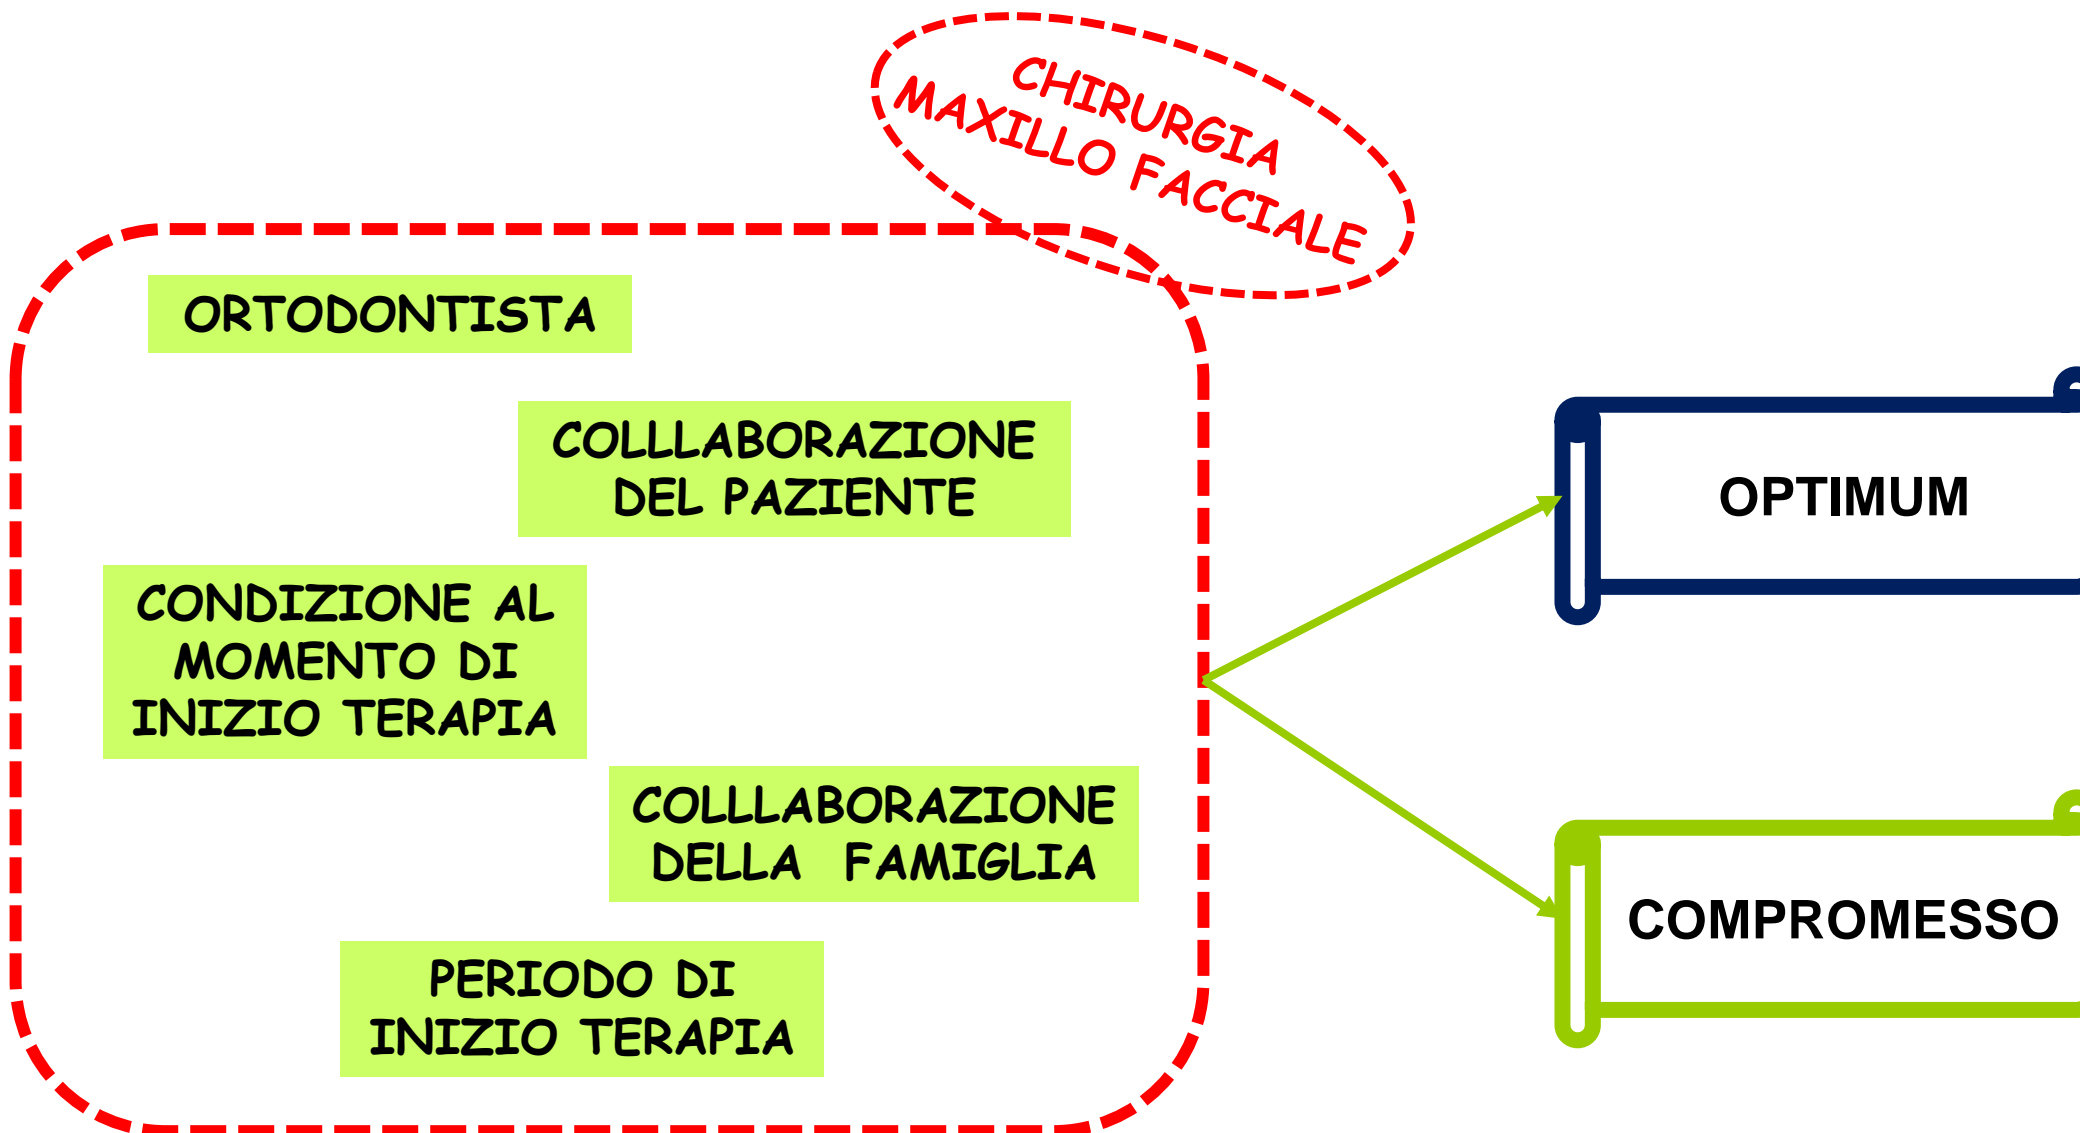 CHIRURGIA
MAXILLO FACCIALE
ORTODONTISTA
COLLLABORAZIONE
DEL PAZIENTE
CONDIZIONE AL
MOMENTO DI
INIZIO TERAPIA
COLLLABORAZIONE
DELLA FAMIGLIA
PERIODO DI
INIZIO TERAPIA
OPTIMUM
COMPROMESSO